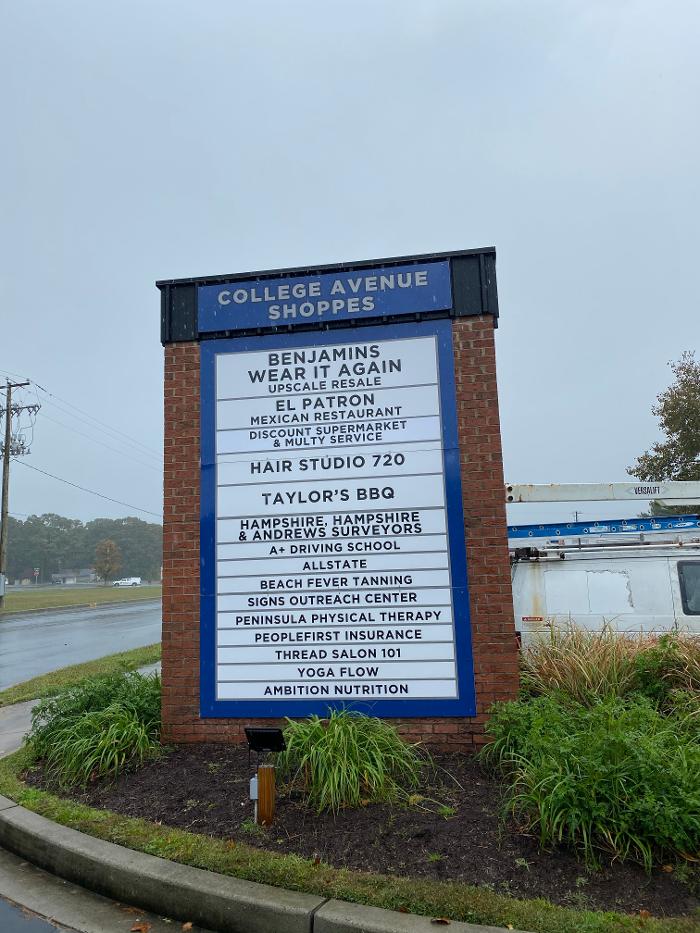 COLLEGE AVENUE
SHOPPES
BENJAMINS
WEAR IT AGAIN
UPSCALE RESALE
EL PATRON
MEXICAN RESTAURANT
DISCOUNT SUPERMARKET
& MULTY SERVICE
HAIR STUDIO 720
TAYLOR'S BBQ
HAMPSHIRE, HAMPSHIRE
& ANDREWS SURVEYORS
A+ DRIVING SCHOOL
ALLSTATE
BEACH FEVER TANNING
SIGNS OUTREACH CENTER
PENINSULA PHYSICAL THERAPY
PEOPLEFIRST INSURANCE
THREAD SALON 101
YOGA FLOW
AMBITION NUTRITION
VERSALIFT